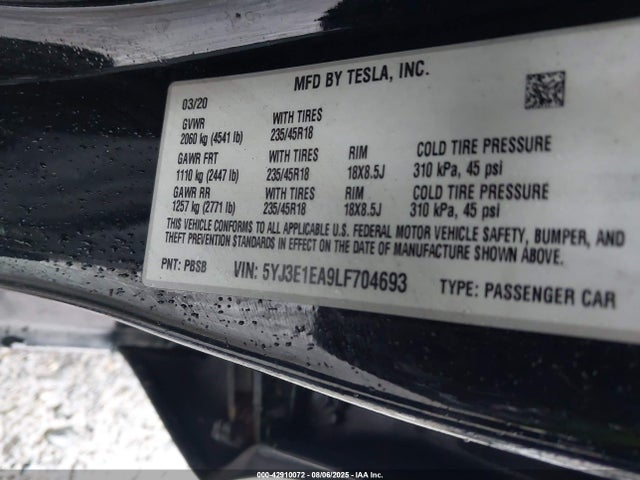 MFD BY TESLA, INC.
03/20
GVWR WITH TIRES
2060 kg (4541 lb) 235/45R18
GAWR FRT WITH TIRES RIM COLD TIRE PRESSURE
1110 kg (2447 lb) 235/45R18 18X8.5J 310 kPa, 45 psi
GAWR RR WITH TIRES RIM COLD TIRE PRESSURE
1257 kg (2771 lb) 235/45R18 18X8.5J 310 kPa, 45 psi
THIS VEHICLE CONFORMS TO ALL APPLICABLE U.S. FEDERAL MOTOR VEHICLE SAFETY, BUMPER, AND
THEFT PREVENTION STANDARDS IN EFFECT ON THE DATE OF MANUFACTURE SHOWN ABOVE.
PNT: PBSB VIN: 5YJ3E1EA9LF704693 TYPE: PASSENGER CAR
000-42910072 - 08/06/2025 - IAA Inc.